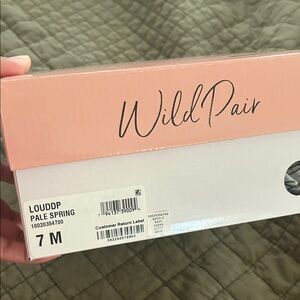 Wild Pair
LOUDDP
PALE SPRING
10020354700
7 M
Customer Return Label